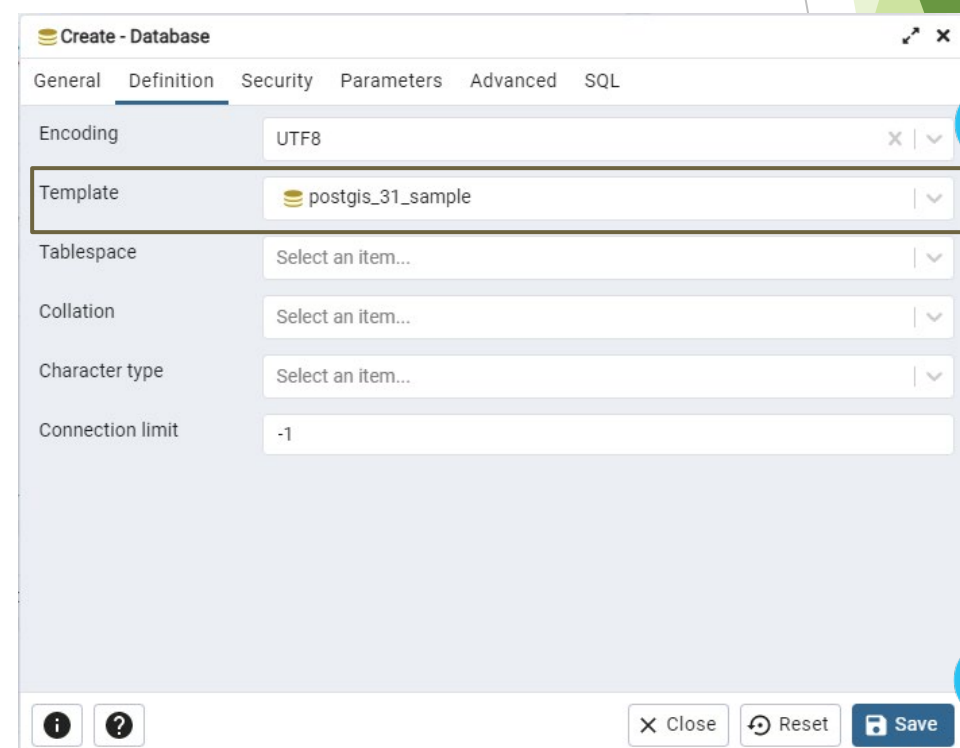 Create - Database
General Definition Security Parameters Advanced SQL
Encoding UTF8
Template postgis_31_sample
Tablespace Select an item...
Collation Select an item...
Character type Select an item...
Connection limit -1
Close Reset Save